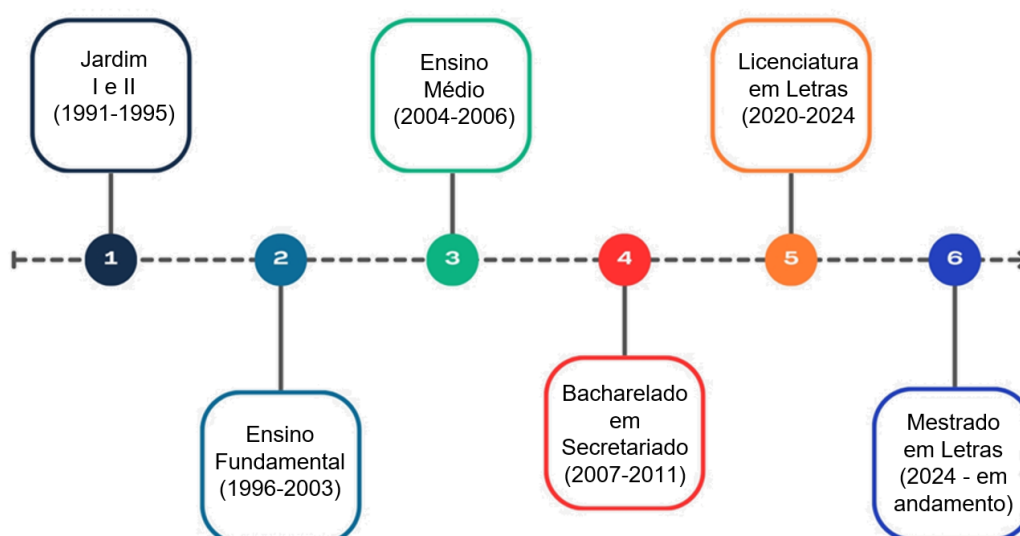 Jardim
I e II
(1991-1995)
Ensino
Médio
(2004-2006)
Licenciatura
em Letras
(2020-2024
1
2
3
4
5
6
Ensino
Fundamental
(1996-2003)
Bacharelado
em
Secretariado
(2007-2011)
Mestrado
em Letras
(2024 - em
andamento)